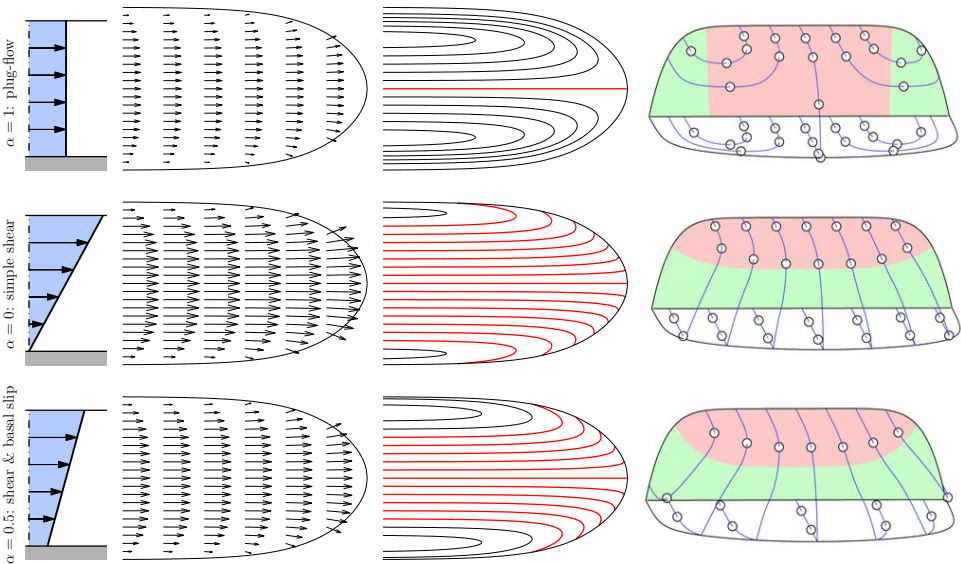 α = 1: plug-flow
α = 0: simple shear
α = 0.5: shear & basal slip